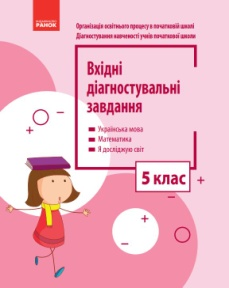 РАНОК
Організація освітнього процесу в початковій школі
Діагностування навченості учнів початкової школи
Вхідні
діагностувальні
завдання
Українська мова
Математика
Я досліджую світ
5 клас